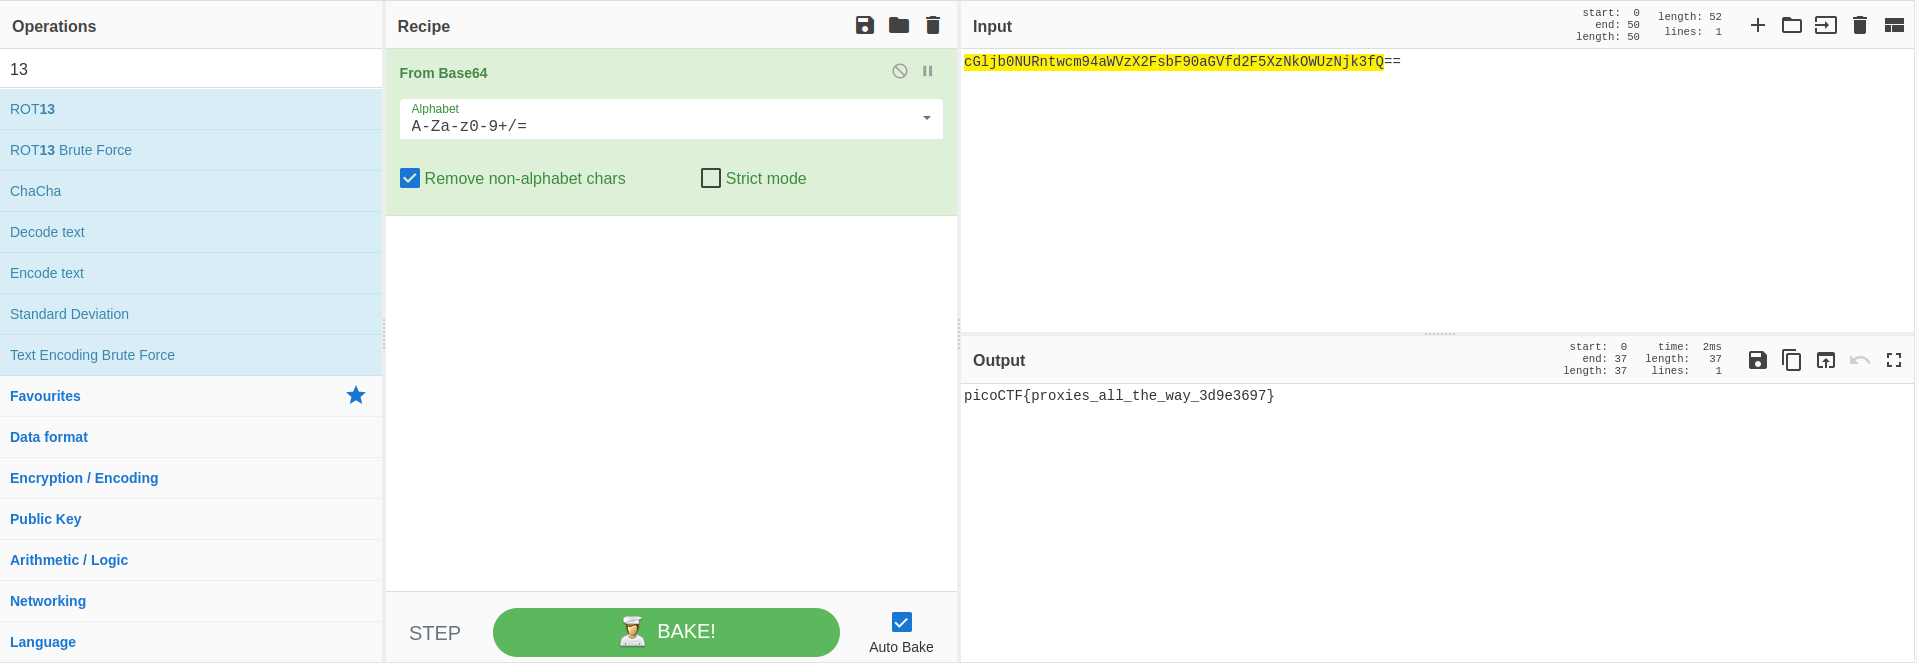 Operations
13
ROT13
ROT13 Brute Force
ChaCha
Decode text
Encode text
Standard Deviation
Text Encoding Brute Force
Favourites
Data format
Encryption / Encoding
Public Key
Arithmetic / Logic
Networking
Language
Recipe
From Base64
Alphabet
A-Za-z0-9+/=
Remove non-alphabet chars
Strict mode
STEP
BAKE!
Auto Bake
Input
start: 0
end: 50
length: 50
length: 52
lines: 1
cGljb0NURntwcm94aWVzX2FsbF90aGVfd2F5XzNkOWUzNjk3fQ==
Output
start: 0
end: 37
length: 37
time: 2ms
length: 37
lines: 1
picoCTF{proxies_all_the_way_3d9e3697}